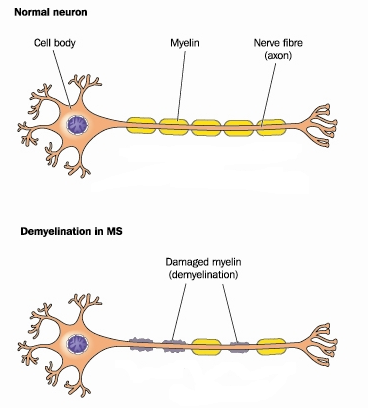 Normal neuron
Cell body
Myelin
Nerve fibre
(axon)
Demyelination in MS
Damaged myelin
(demyelination)